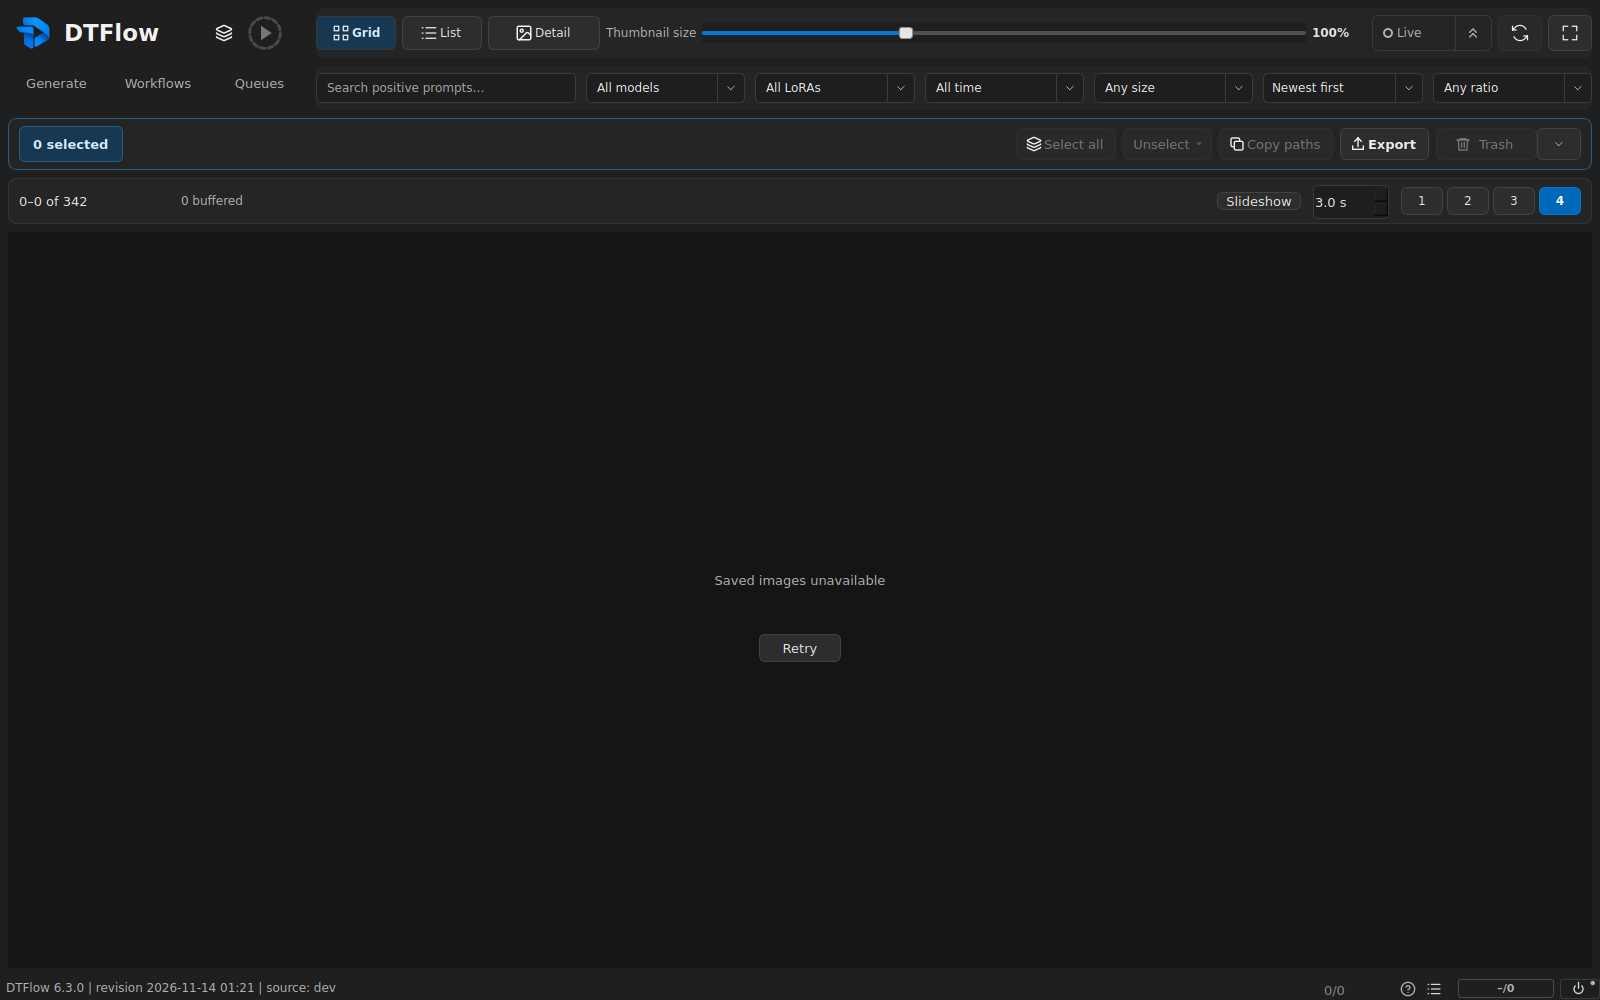 DTFlow
Grid
List
Detail
Thumbnail size
100%
Live
Generate
Workflows
Queues
Search positive prompts...
All models
All LoRAs
All time
Any size
Newest first
Any ratio
0 selected
Select all
Unselect
Copy paths
Export
Trash
0–0 of 342
0 buffered
Slideshow
3.0 s
1
2
3
4
Saved images unavailable
Retry
DTFlow 6.3.0 | revision 2026-11-14 01:21 | source: dev
0/0
–/0